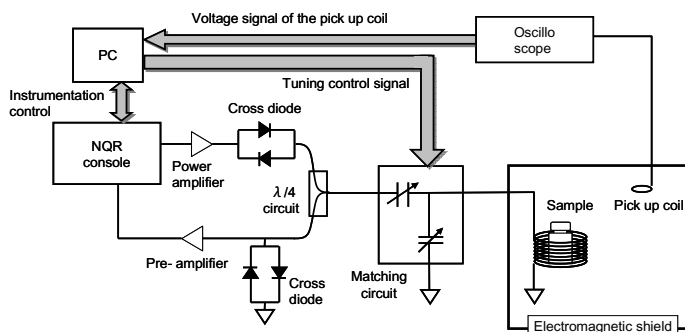 Voltage signal of the pick up coil
Oscillo
scope
PC
Tuning control signal
Instrumentation
control
Cross diode
NQR
console
Power
amplifier
λ/4
circuit
Sample
Pick up coil
Pre- amplifier
Cross
diode
Matching
circuit
Electromagnetic shield